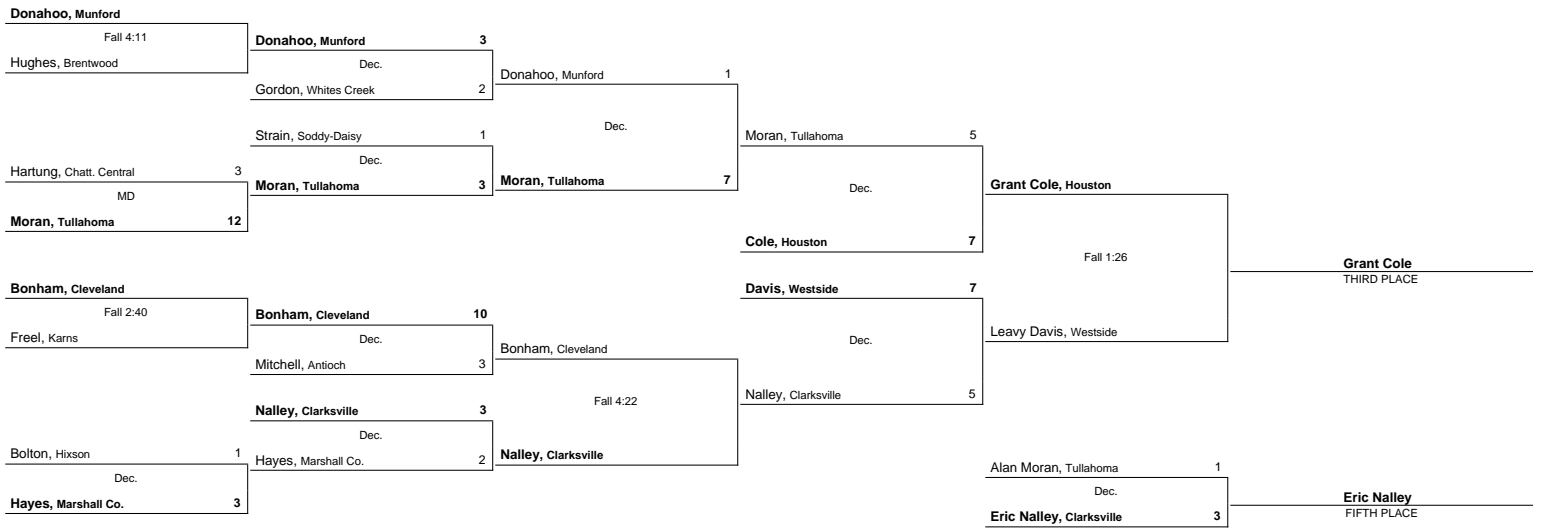 Donahoo, Munford
Fall 4:11
Hughes, Brentwood
Hartung, Chatt. Central 3
MD
Moran, Tullahoma 12
Bonham, Cleveland
Fall 2:40
Freel, Karns
Bolton, Hixson 1
Dec.
Hayes, Marshall Co. 3
Donahoo, Munford 3
Dec.
Gordon, Whites Creek 2
Strain, Soddy-Daisy 1
Dec.
Moran, Tullahoma 3
Bonham, Cleveland 10
Dec.
Mitchell, Antioch 3
Nalley, Clarksville 3
Dec.
Hayes, Marshall Co. 2
Donahoo, Munford 1
Dec.
Moran, Tullahoma 7
Bonham, Cleveland
Fall 4:22
Nalley, Clarksville
Moran, Tullahoma 5
Dec.
Cole, Houston 7
Davis, Westside 7
Dec.
Nalley, Clarksville 5
Grant Cole, Houston
Fall 1:26
Leavy Davis, Westside
Alan Moran, Tullahoma 1
Dec.
Eric Nalley, Clarksville 3
Grant Cole
THIRD PLACE
Eric Nalley
FIFTH PLACE